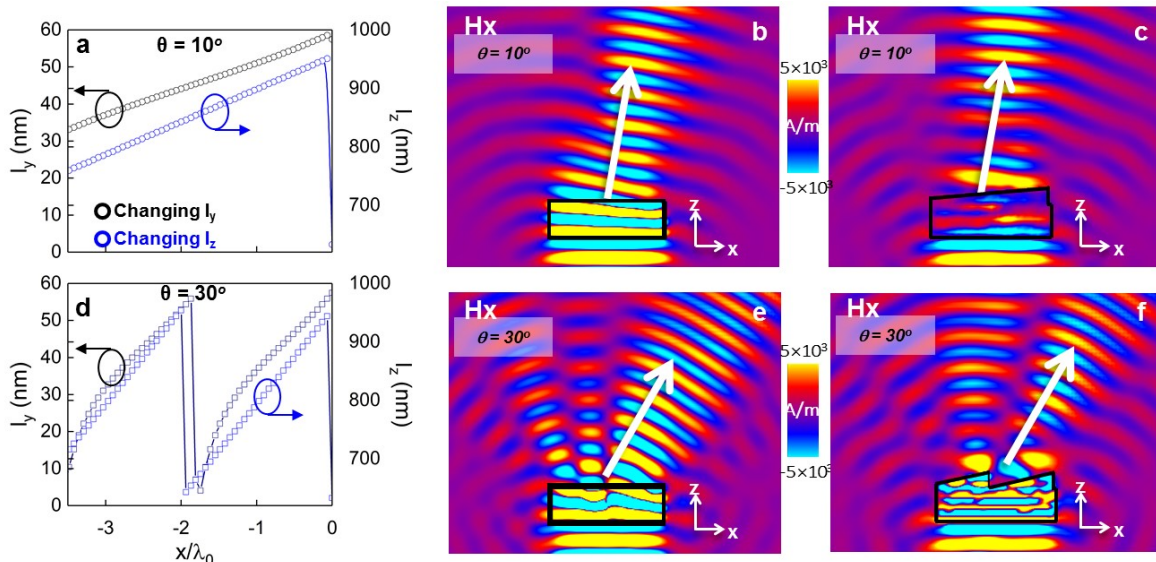 a
θ = 10°
60
50
40
30
20
10
0
l_y (nm)
1000
900
800
700
l_z (nm)
Changing l_y
Changing l_z
Hx
θ = 10°
b
z
x
5×10³
A/m
-5×10³
Hx
θ = 10°
c
z
x
d
θ = 30°
60
50
40
30
20
10
0
l_y (nm)
1000
900
800
700
l_z (nm)
-3
-2
-1
0
x/λ₀
Hx
θ = 30°
e
z
x
5×10³
A/m
-5×10³
Hx
θ = 30°
f
z
x